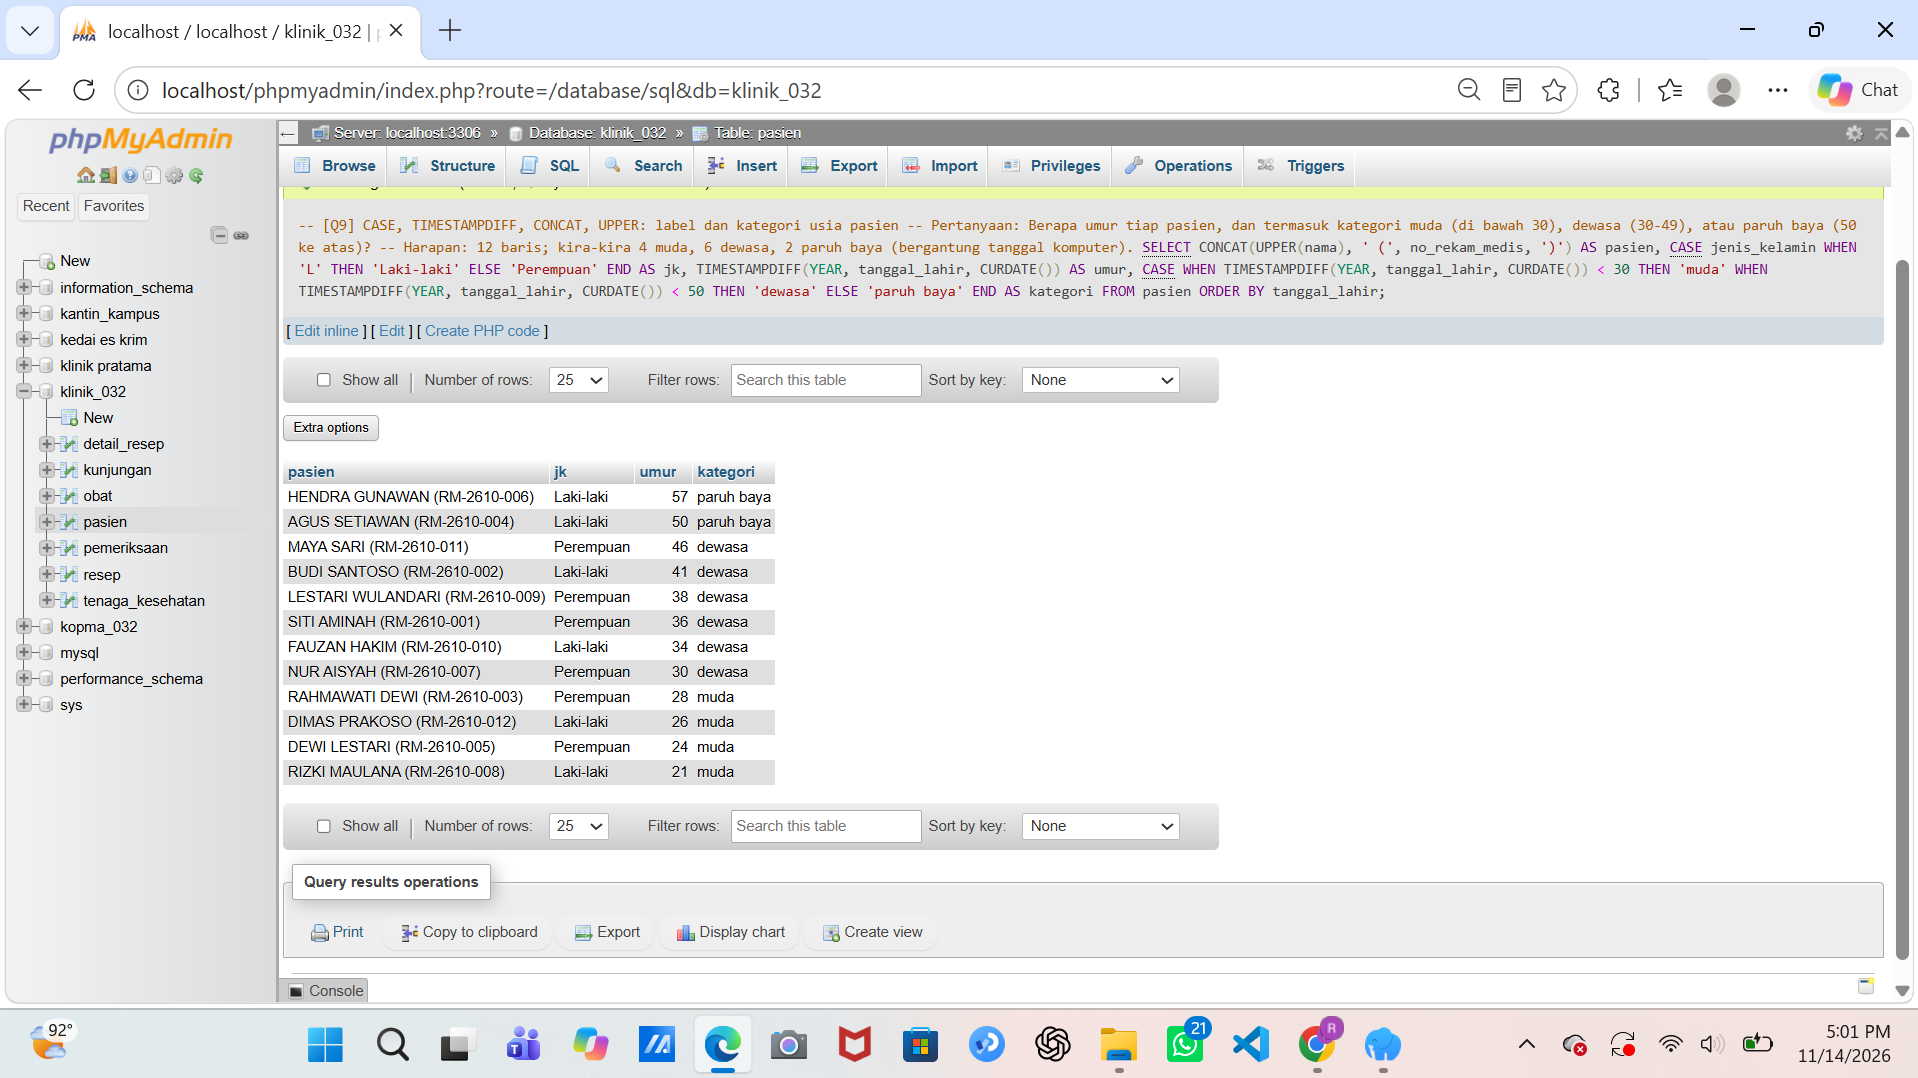 localhost / localhost / klinik_032 |
localhost/phpmyadmin/index.php?route=/database/sql&db=klinik_032
Chat
phpMyAdmin
Recent
Favorites
New
information_schema
kantin_kampus
kedai es krim
klinik pratama
klinik_032
New
detail_resep
kunjungan
obat
pasien
pemeriksaan
resep
tenaga_kesehatan
kopma_032
mysql
performance_schema
sys
Server: localhost:3306 » Database: klinik_032 » Table: pasien
Browse Structure SQL Search Insert Export Import Privileges Operations Triggers
-- [Q9] CASE, TIMESTAMPDIFF, CONCAT, UPPER: label dan kategori usia pasien -- Pertanyaan: Berapa umur tiap pasien, dan termasuk kategori muda (di bawah 30), dewasa (30-49), atau paruh baya (50
ke atas)? -- Harapan: 12 baris; kira-kira 4 muda, 6 dewasa, 2 paruh baya (bergantung tanggal komputer). SELECT CONCAT(UPPER(nama), ' (', no_rekam_medis, ')') AS pasien, CASE jenis_kelamin WHEN
'L' THEN 'Laki-laki' ELSE 'Perempuan' END AS jk, TIMESTAMPDIFF(YEAR, tanggal_lahir, CURDATE()) AS umur, CASE WHEN TIMESTAMPDIFF(YEAR, tanggal_lahir, CURDATE()) < 30 THEN 'muda' WHEN
TIMESTAMPDIFF(YEAR, tanggal_lahir, CURDATE()) < 50 THEN 'dewasa' ELSE 'paruh baya' END AS kategori FROM pasien ORDER BY tanggal_lahir;
[ Edit inline ] [ Edit ] [ Create PHP code ]
Show all Number of rows: 25 Filter rows: Search this table Sort by key: None
Extra options
pasien jk umur kategori
HENDRA GUNAWAN (RM-2610-006) Laki-laki 57 paruh baya
AGUS SETIAWAN (RM-2610-004) Laki-laki 50 paruh baya
MAYA SARI (RM-2610-011) Perempuan 46 dewasa
BUDI SANTOSO (RM-2610-002) Laki-laki 41 dewasa
LESTARI WULANDARI (RM-2610-009) Perempuan 38 dewasa
SITI AMINAH (RM-2610-001) Perempuan 36 dewasa
FAUZAN HAKIM (RM-2610-010) Laki-laki 34 dewasa
NUR AISYAH (RM-2610-007) Perempuan 30 dewasa
RAHMAWATI DEWI (RM-2610-003) Perempuan 28 muda
DIMAS PRAKOSO (RM-2610-012) Laki-laki 26 muda
DEWI LESTARI (RM-2610-005) Perempuan 24 muda
RIZKI MAULANA (RM-2610-008) Laki-laki 21 muda
Show all Number of rows: 25 Filter rows: Search this table Sort by key: None
Query results operations
Print Copy to clipboard Export Display chart Create view
Console
92°
21
R
5:01 PM
11/14/2026